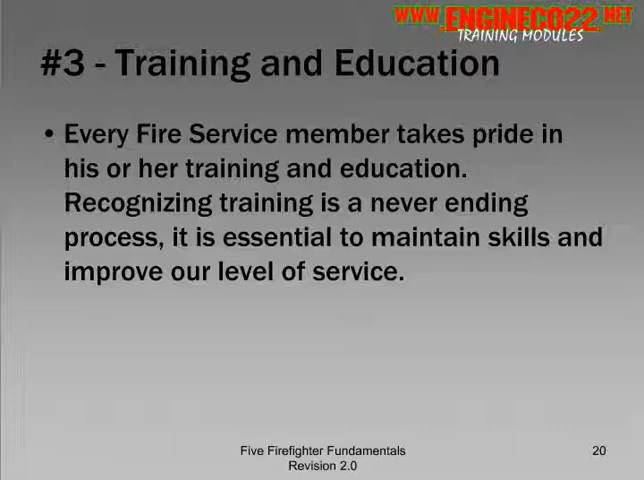 WWW.ENGINECO22.NET
TRAINING MODULES
#3 - Training and Education
• Every Fire Service member takes pride in
his or her training and education.
Recognizing training is a never ending
process, it is essential to maintain skills and
improve our level of service.
Five Firefighter Fundamentals
Revision 2.0
20